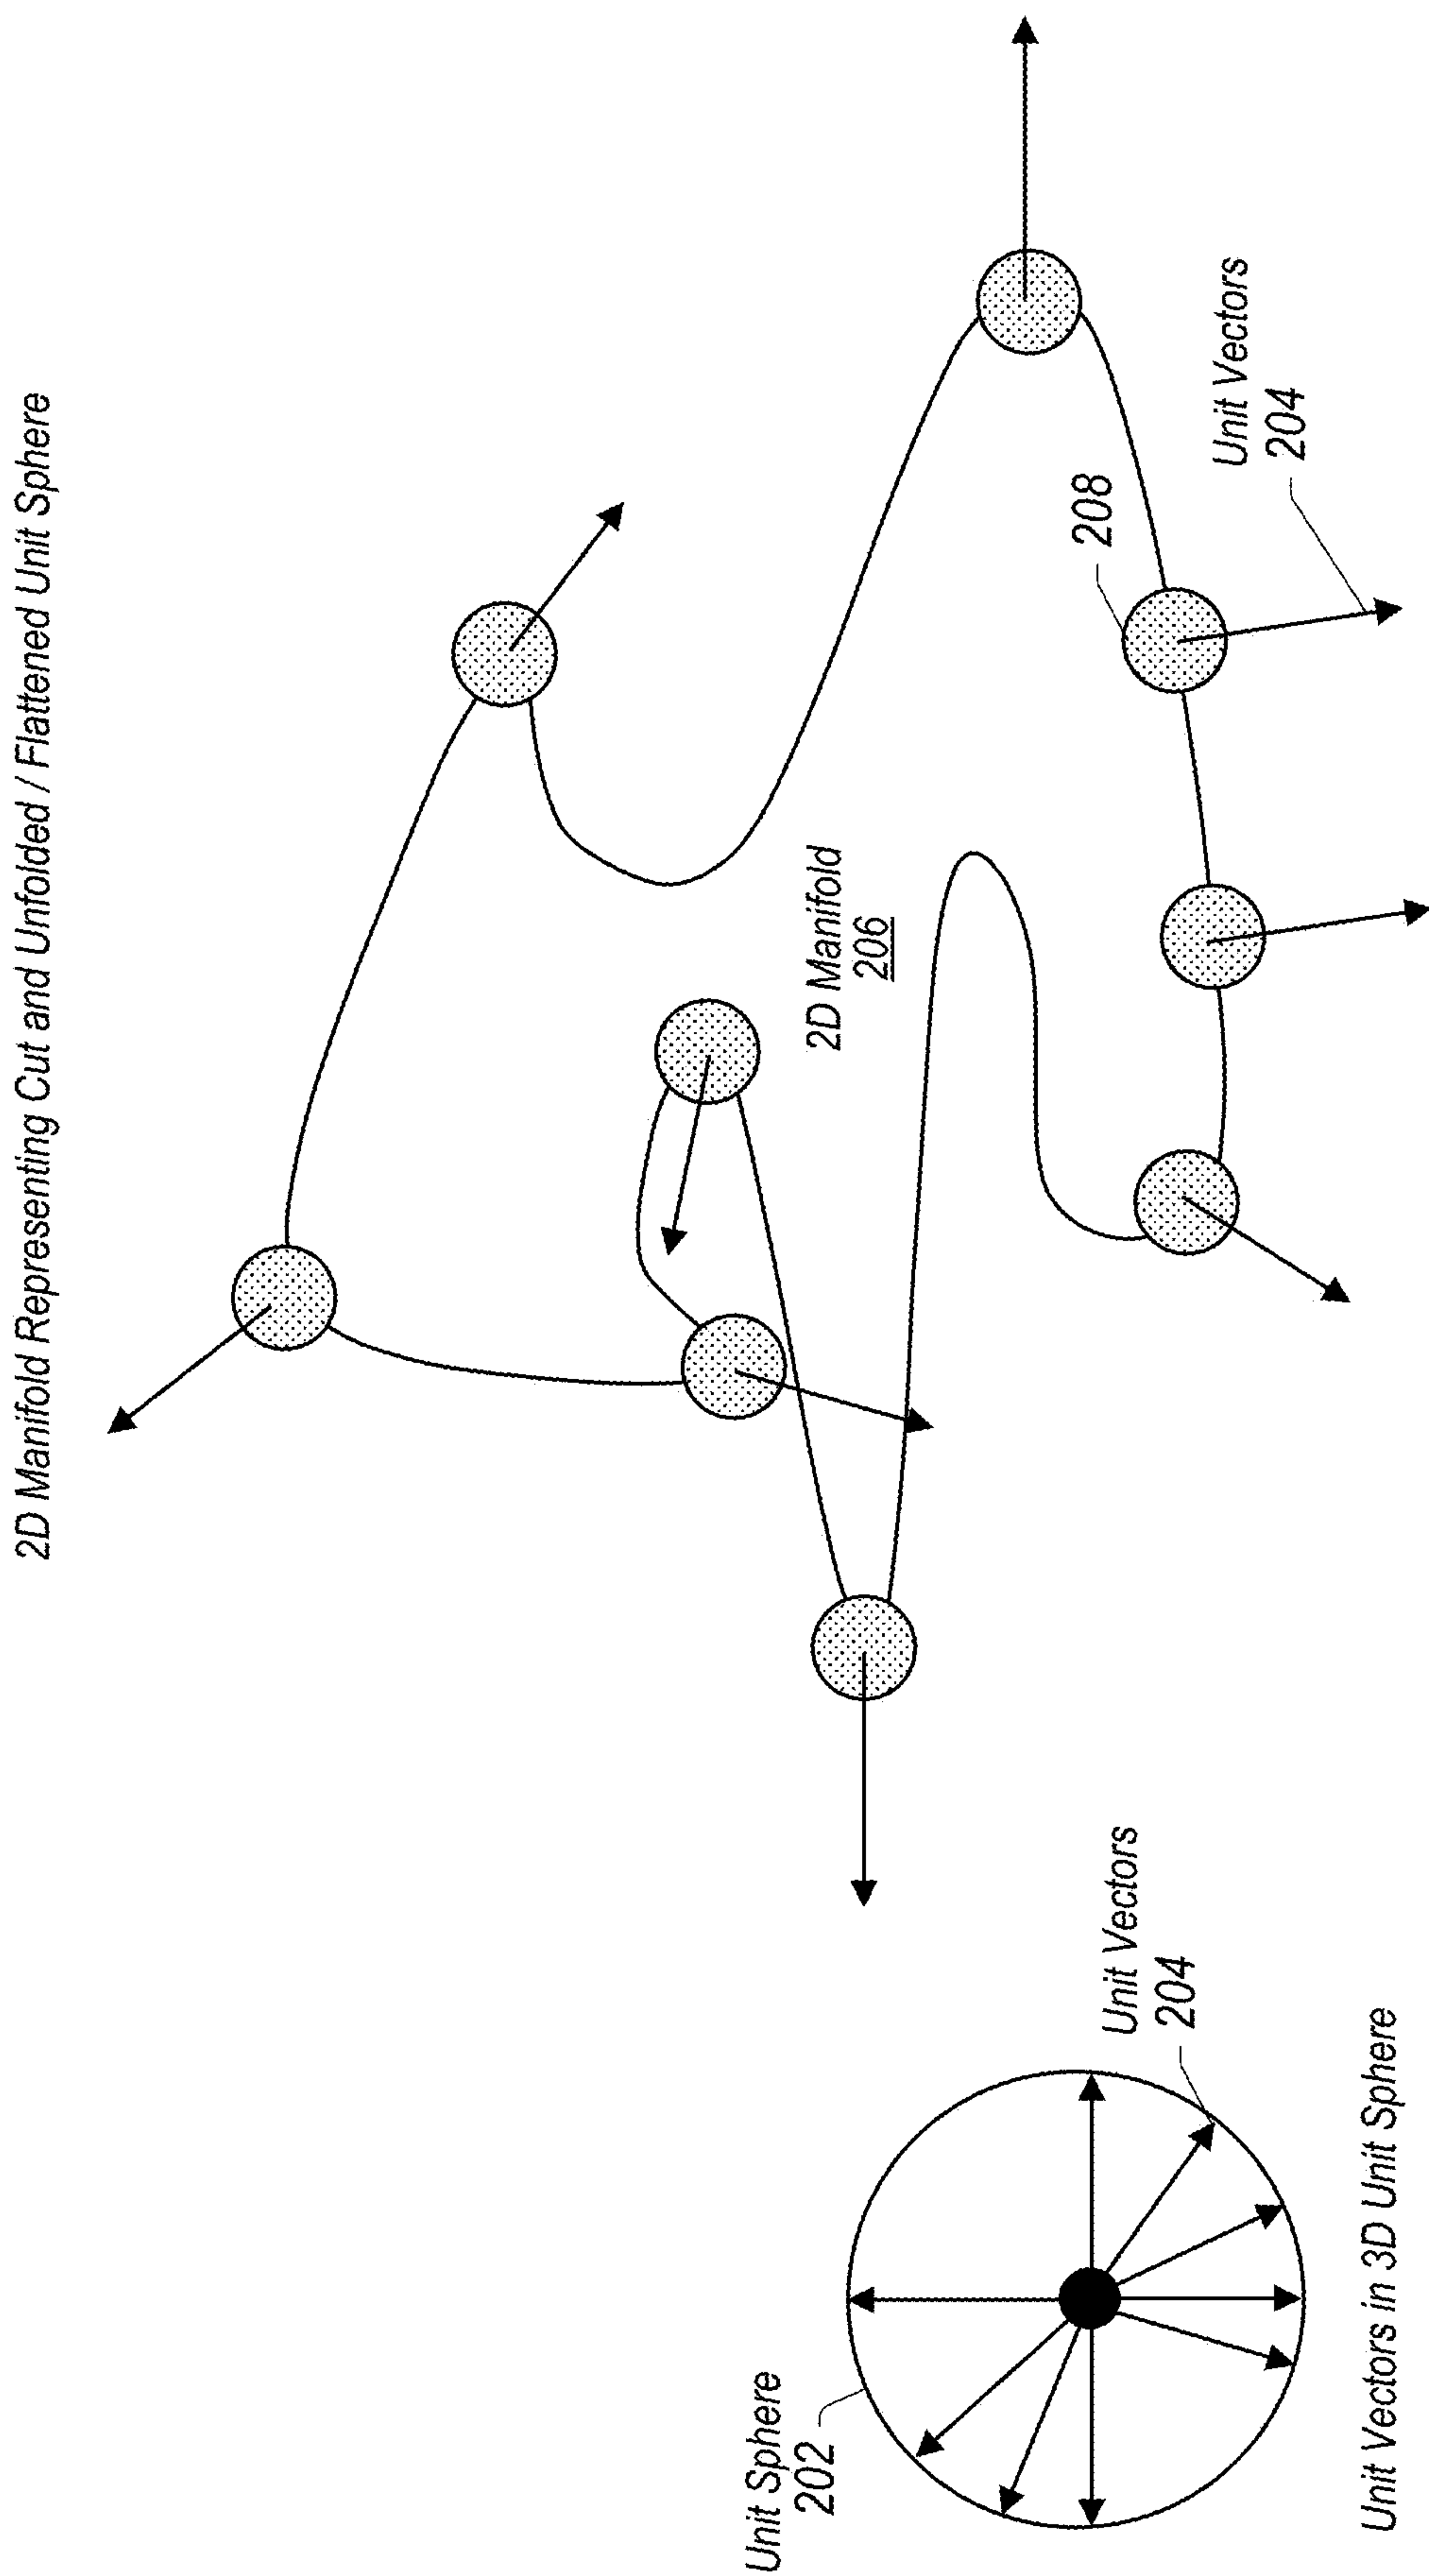 2D Manifold Representing Cut and Unfolded / Flattened Unit Sphere
Unit Sphere
202
Unit Vectors
204
Unit Vectors in 3D Unit Sphere
2D Manifold
206
208
Unit Vectors
204